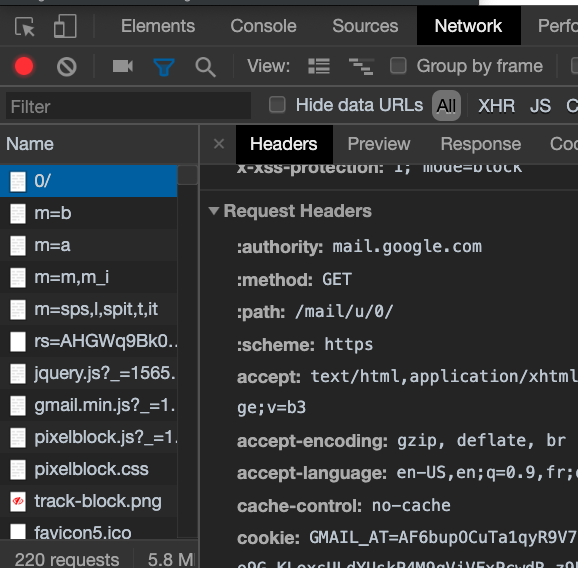 Elements Console Sources Network Perfo
View: Group by frame
Filter Hide data URLs All XHR JS C
Name
0/
m=b
m=a
m=m,m_i
m=sps,l,spit,t,it
rs=AHGWq9Bk0...
jquery.js?_=1565...
gmail.min.js?_=1...
pixelblock.js?_=1...
pixelblock.css
track-block.png
favicon5.ico
220 requests 5.8 M
× Headers Preview Response Coo
x-xss-protection: 1; mode=block
Request Headers
:authority: mail.google.com
:method: GET
:path: /mail/u/0/
:scheme: https
accept: text/html,application/xhtml
ge;v=b3
accept-encoding: gzip, deflate, br
accept-language: en-US,en;q=0.9,fr;
cache-control: no-cache
cookie: GMAIL_AT=AF6bupOCuTa1qyR9V7